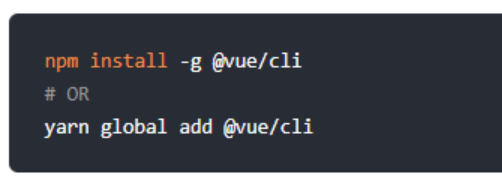 npm install -g @vue/cli
# OR
yarn global add @vue/cli